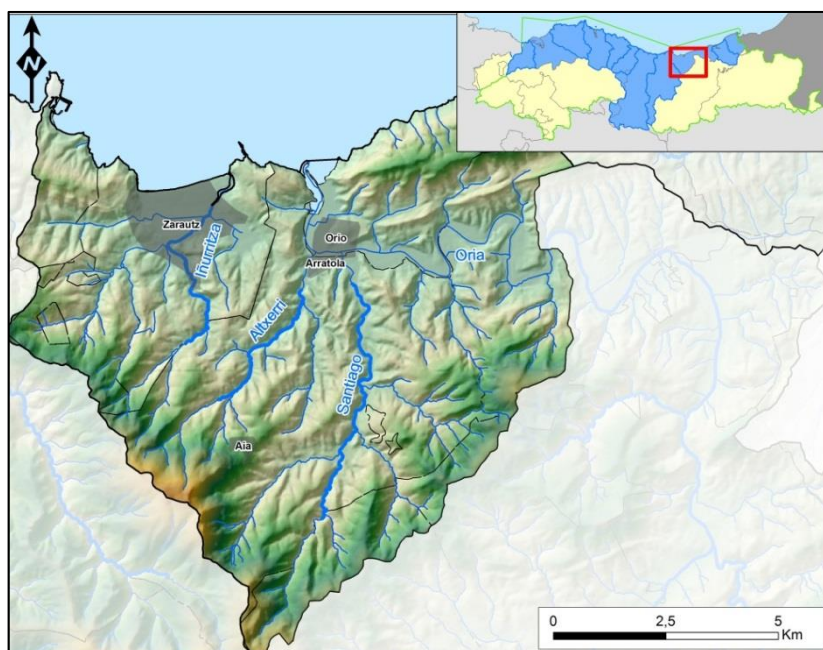 N
Zarautz
Iñurritza
Orio
Arratola
Oria
Altxerri
Santiago
Aia
0 2,5 5
Km